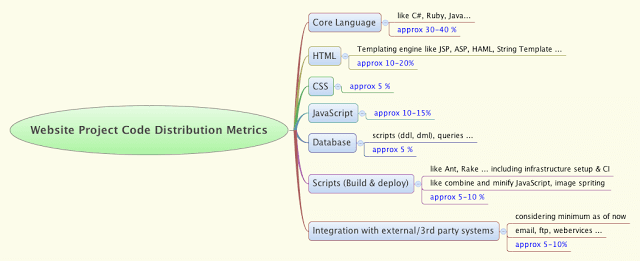 Website Project Code Distribution Metrics
Core Language
like C#, Ruby, Java...
approx 30-40 %
HTML
Templating engine like JSP, ASP, HAML, String Template ...
approx 10-20%
CSS
approx 5 %
JavaScript
approx 10-15%
Database
scripts (ddl, dml), queries ...
approx 5 %
Scripts (Build & deploy)
like Ant, Rake ... including infrastructure setup & CI
like combine and minify JavaScript, image spriting
approx 5-10 %
Integration with external/3rd party systems
considering minimum as of now
email, ftp, webervices ...
approx 5-10%